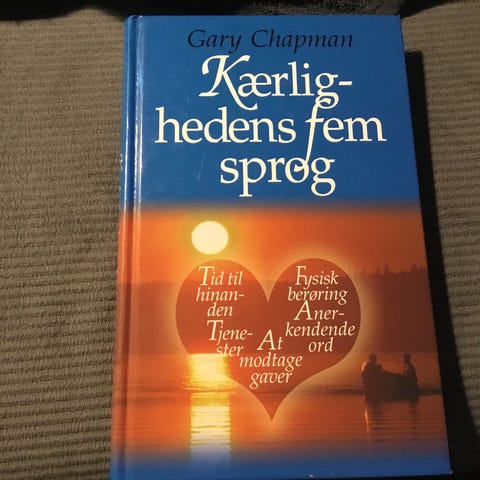 Gary Chapman
Kærlig-
hedens fem
sprog
Tid til
hinan-
den
Tjene-
ster
At
modtage
gaver
Fysisk
berøring
Aner-
kendende
ord